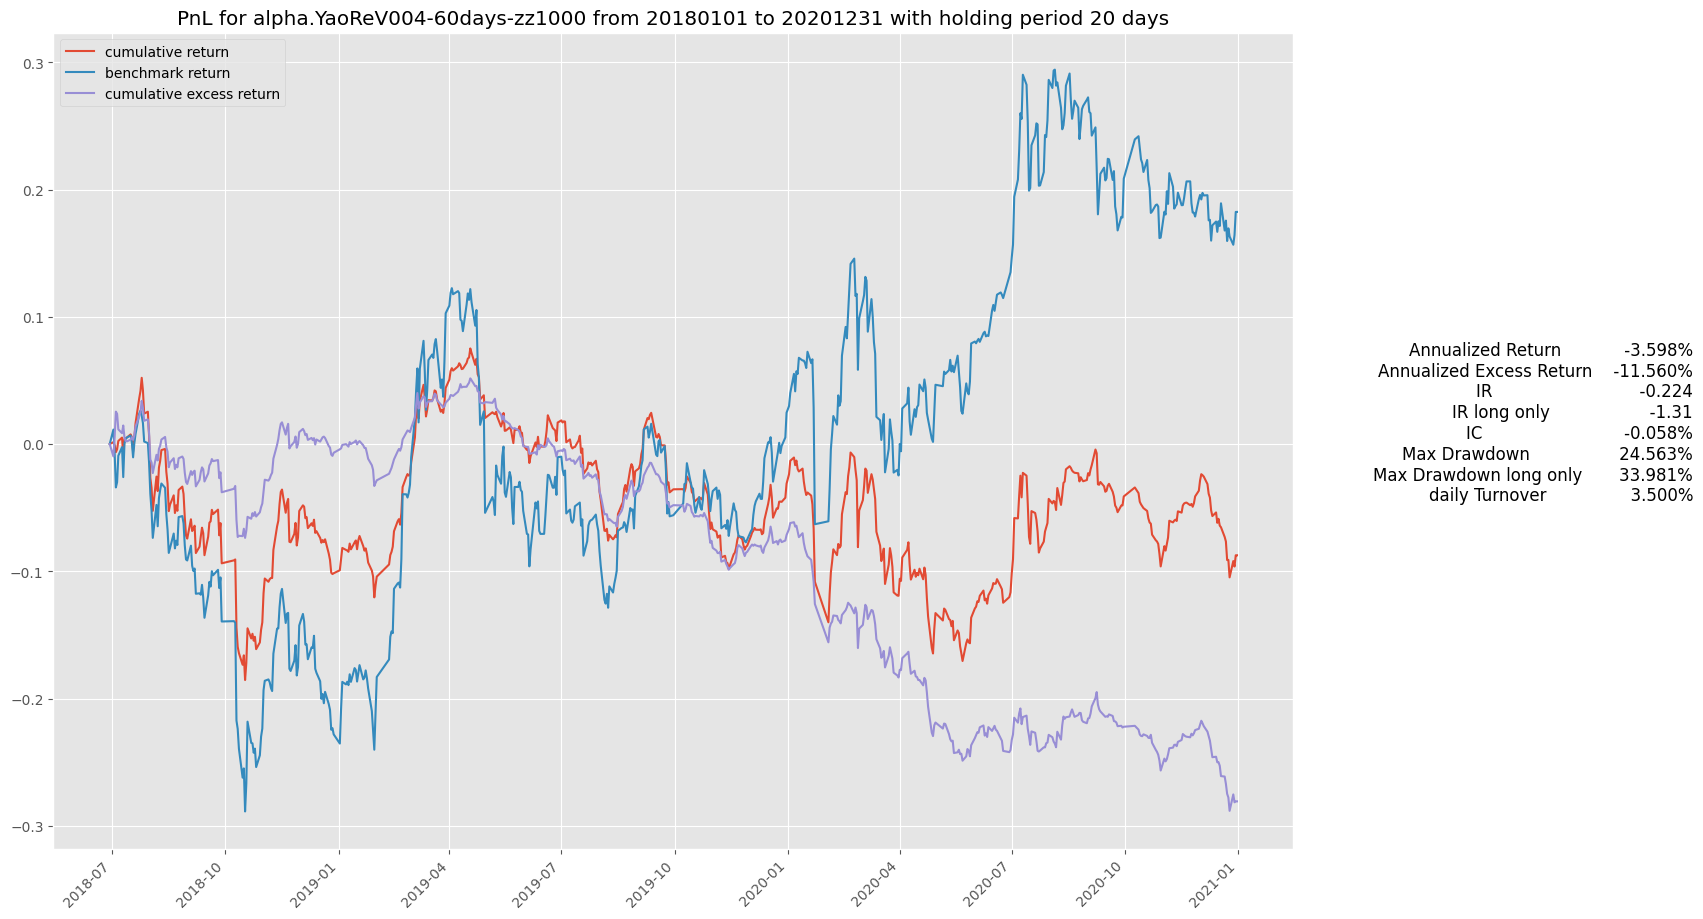 PnL for alpha.YaoReV004-60days-zz1000 from 20180101 to 20201231 with holding period 20 days
cumulative return
benchmark return
cumulative excess return
0.3
0.2
0.1
0.0
−0.1
−0.2
−0.3
2018-07
2018-10
2019-01
2019-04
2019-07
2019-10
2020-01
2020-04
2020-07
2020-10
2021-01
Annualized Return -3.598%
Annualized Excess Return -11.560%
IR -0.224
IR long only -1.31
IC -0.058%
Max Drawdown 24.563%
Max Drawdown long only 33.981%
daily Turnover 3.500%